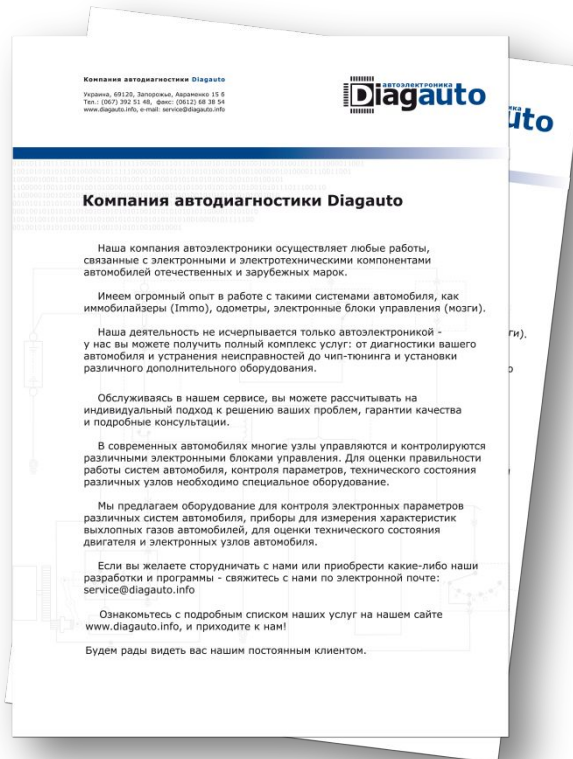 Компания автодиагностики Diagauto
Украина, 69120, Запорожье, Авраменко 15 б
Тел.: (067) 392 51 48, факс: (0612) 68 38 54
www.diagauto.info, e-mail: service@diagauto.info
автоэлектроника
Diagauto
Компания автодиагностики Diagauto
Наша компания автоэлектроники осуществляет любые работы,
связанные с электронными и электротехническими компонентами
автомобилей отечественных и зарубежных марок.
Имеем огромный опыт в работе с такими системами автомобиля, как
иммобилайзеры (Immo), одометры, электронные блоки управления (мозги).
Наша деятельность не исчерпывается только автоэлектроникой -
у нас вы можете получить полный комплекс услуг: от диагностики вашего
автомобиля и устранения неисправностей до чип-тюнинга и установки
различного дополнительного оборудования.
Обслуживаясь в нашем сервисе, вы можете рассчитывать на
индивидуальный подход к решению ваших проблем, гарантии качества
и подробные консультации.
В современных автомобилях многие узлы управляются и контролируются
различными электронными блоками управления. Для оценки правильности
работы систем автомобиля, контроля параметров, технического состояния
различных узлов необходимо специальное оборудование.
Мы предлагаем оборудование для контроля электронных параметров
различных систем автомобиля, приборы для измерения характеристик
выхлопных газов автомобилей, для оценки технического состояния
двигателя и электронных узлов автомобиля.
Если вы желаете сторудничать с нами или приобрести какие-либо наши
разработки и программы - свяжитесь с нами по электронной почте:
service@diagauto.info
Ознакомьтесь с подробным списком наших услуг на нашем сайте
www.diagauto.info, и приходите к нам!
Будем рады видеть вас нашим постоянным клиентом.